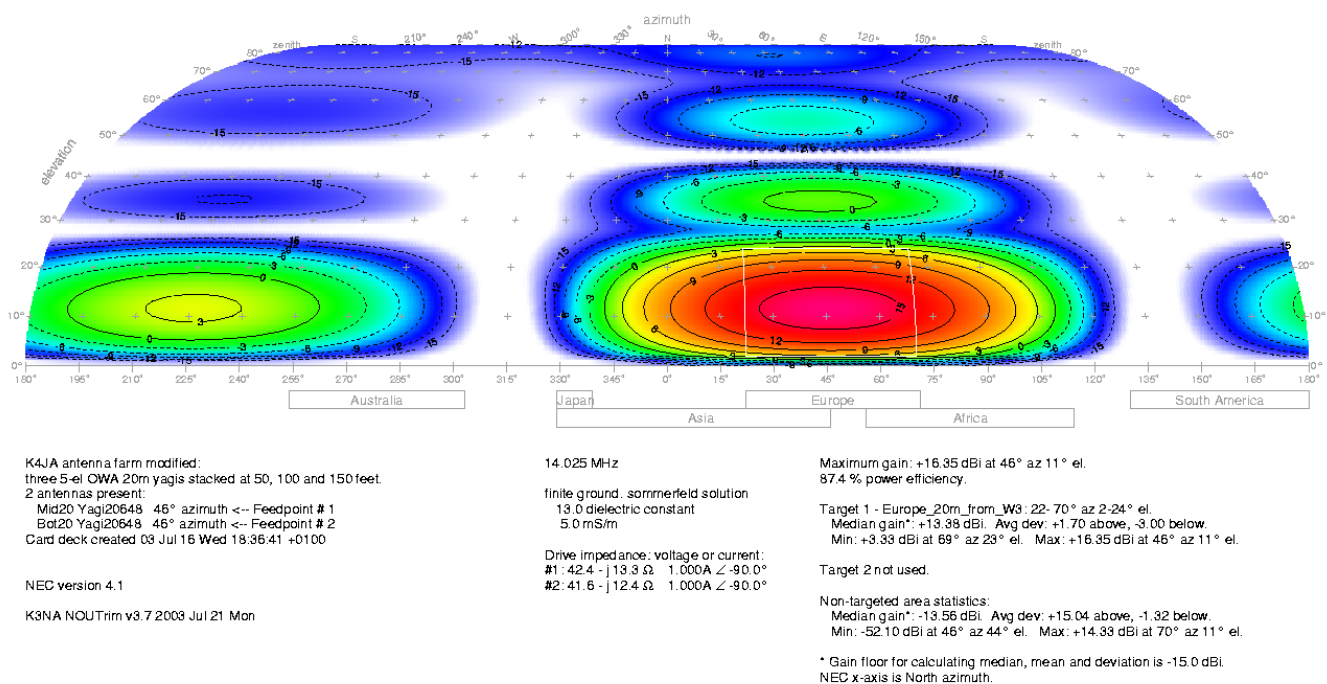 azimuth
zenith S 210° 240° W 300° 330° N 30° 60° E 120° 150° S zenith
80° 80°
70° 70°
60° 60°
50° 50°
elevation
40° 40°
30° 30°
20° 20°
10° 10°
0° 0°
180° 195° 210° 225° 240° 255° 270° 285° 300° 315° 330° 345° 0° 15° 30° 45° 60° 75° 90° 105° 120° 135° 150° 165° 180°
Australia Japan Europe South America
Asia Africa
K4JA antenna farm modified:
three 5-el OWA 20m yagis stacked at 50, 100 and 150 feet.
2 antennas present:
Mid20 Yagi20648 46° azimuth <-- Feedpoint # 1
Bot20 Yagi20648 46° azimuth <-- Feedpoint # 2
Card deck created 03 Jul 16 Wed 18:36:41 +0100
NEC version 4.1
K3NA NOUTrim v3.7 2003 Jul 21 Mon
14.025 MHz
finite ground. sommerfeld solution
13.0 dielectric constant
5.0 mS/m
Drive impedance; voltage or current:
#1: 42.4 - j 13.3 Ω 1.000A ∠ -90.0°
#2: 41.6 - j 12.4 Ω 1.000A ∠ -90.0°
Maximum gain: +16.35 dBi at 46° az 11° el.
87.4 % power efficiency.
Target 1 - Europe_20m_from_W3: 22- 70° az 2-24° el.
Median gain*: +13.38 dBi. Avg dev: +1.70 above, -3.00 below.
Min: +3.33 dBi at 69° az 23° el. Max: +16.35 dBi at 46° az 11° el.
Target 2 not used.
Non-targeted area statistics:
Median gain*: -13.56 dBi. Avg dev: +15.04 above, -1.32 below.
Min: -52.10 dBi at 46° az 44° el. Max: +14.33 dBi at 70° az 11° el.
* Gain floor for calculating median, mean and deviation is -15.0 dBi.
NEC x-axis is North azimuth.